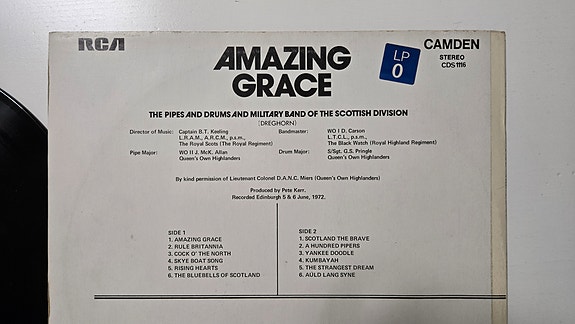 RCA
AMAZING
GRACE
LP
0
CAMDEN
STEREO
CDS 1116
THE PIPES AND DRUMS AND MILITARY BAND OF THE SCOTTISH DIVISION
(DREGHORN)
Director of Music: Captain B.T. Keeling
L.R.A.M., A.R.C.M., p.s.m.,
The Royal Scots (The Royal Regiment)
Bandmaster: WO I D. Carson
L.T.C.L., p.s.m.,
The Black Watch (Royal Highland Regiment)
Pipe Major: WO II J. McK. Allan
Queen's Own Highlanders
Drum Major: S/Sgt. G.S. Pringle
Queen's Own Highlanders
By kind permission of Lieutenant Colonel D.A.N.C. Miers (Queen's Own Highlanders)
Produced by Pete Kerr.
Recorded Edinburgh 5 & 6 June, 1972.
SIDE 1
1. AMAZING GRACE
2. RULE BRITANNIA
3. COCK O' THE NORTH
4. SKYE BOAT SONG
5. RISING HEARTS
6. THE BLUEBELLS OF SCOTLAND
SIDE 2
1. SCOTLAND THE BRAVE
2. A HUNDRED PIPERS
3. YANKEE DOODLE
4. KUMBAYAH
5. THE STRANGEST DREAM
6. AULD LANG SYNE